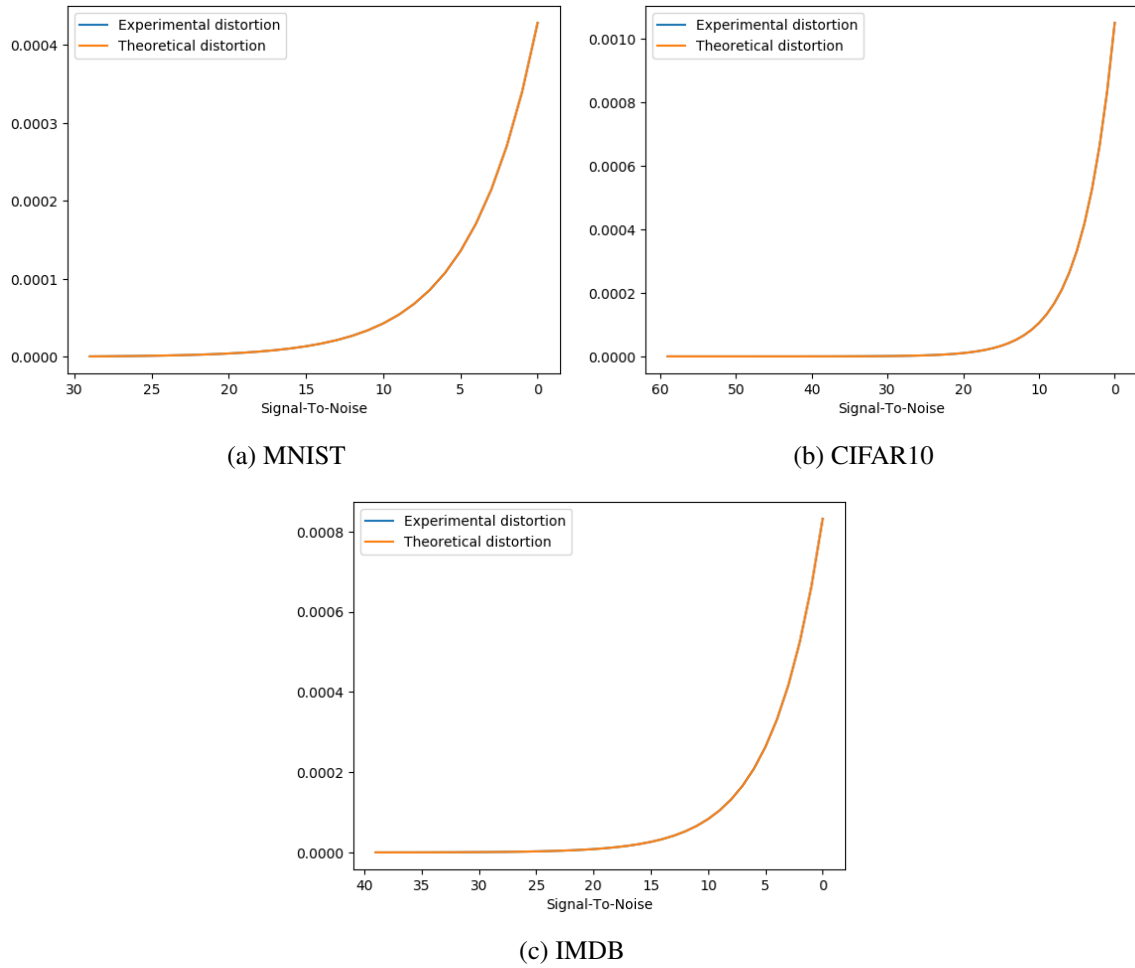 Experimental distortion
Theoretical distortion
0.0004
0.0003
0.0002
0.0001
0.0000
30 25 20 15 10 5 0
Signal-To-Noise
(a) MNIST
Experimental distortion
Theoretical distortion
0.0010
0.0008
0.0006
0.0004
0.0002
0.0000
60 50 40 30 20 10 0
Signal-To-Noise
(b) CIFAR10
Experimental distortion
Theoretical distortion
0.0008
0.0006
0.0004
0.0002
0.0000
40 35 30 25 20 15 10 5 0
Signal-To-Noise
(c) IMDB